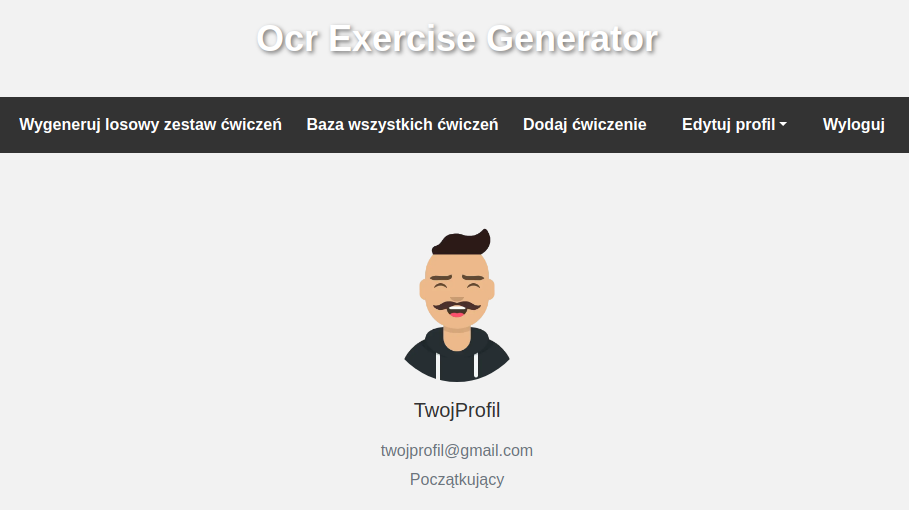 Ocr Exercise Generator
Wygeneruj losowy zestaw ćwiczeń Baza wszystkich ćwiczeń Dodaj ćwiczenie Edytuj profil Wyloguj
TwojProfil
twojprofil@gmail.com
Początkujący